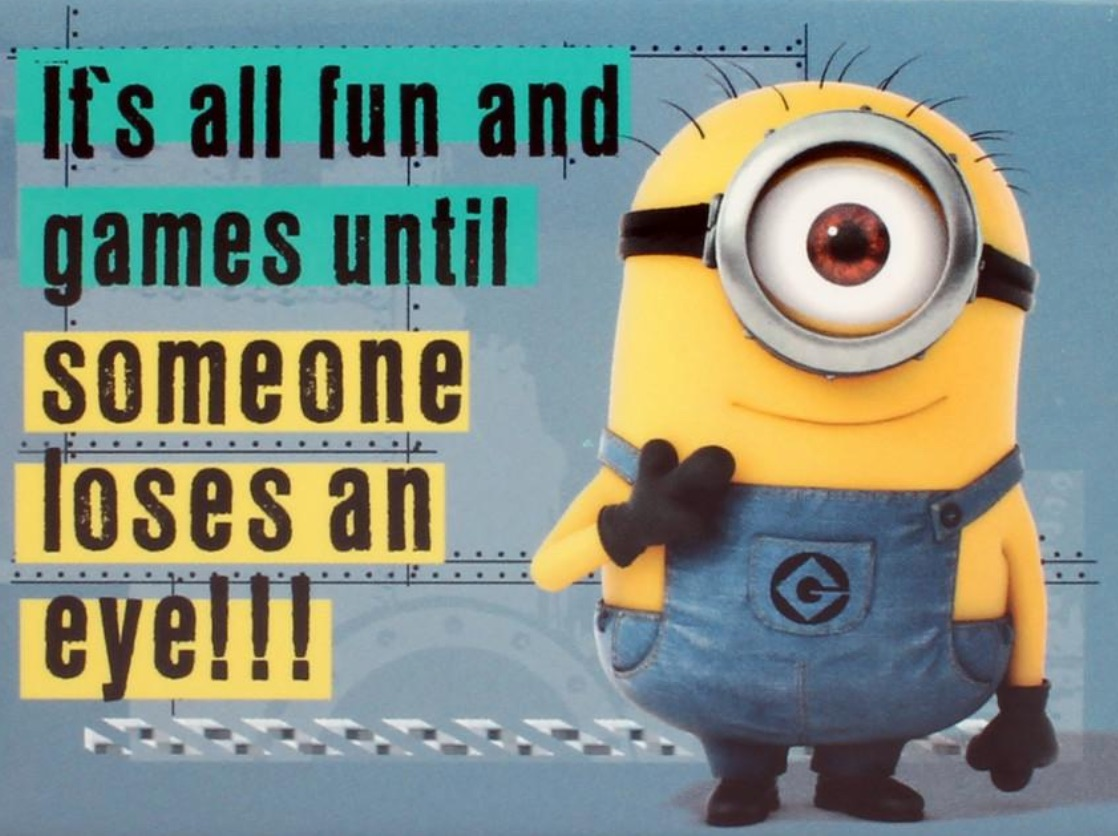 It's all fun and
games until
someone
loses an
eye!!!
G